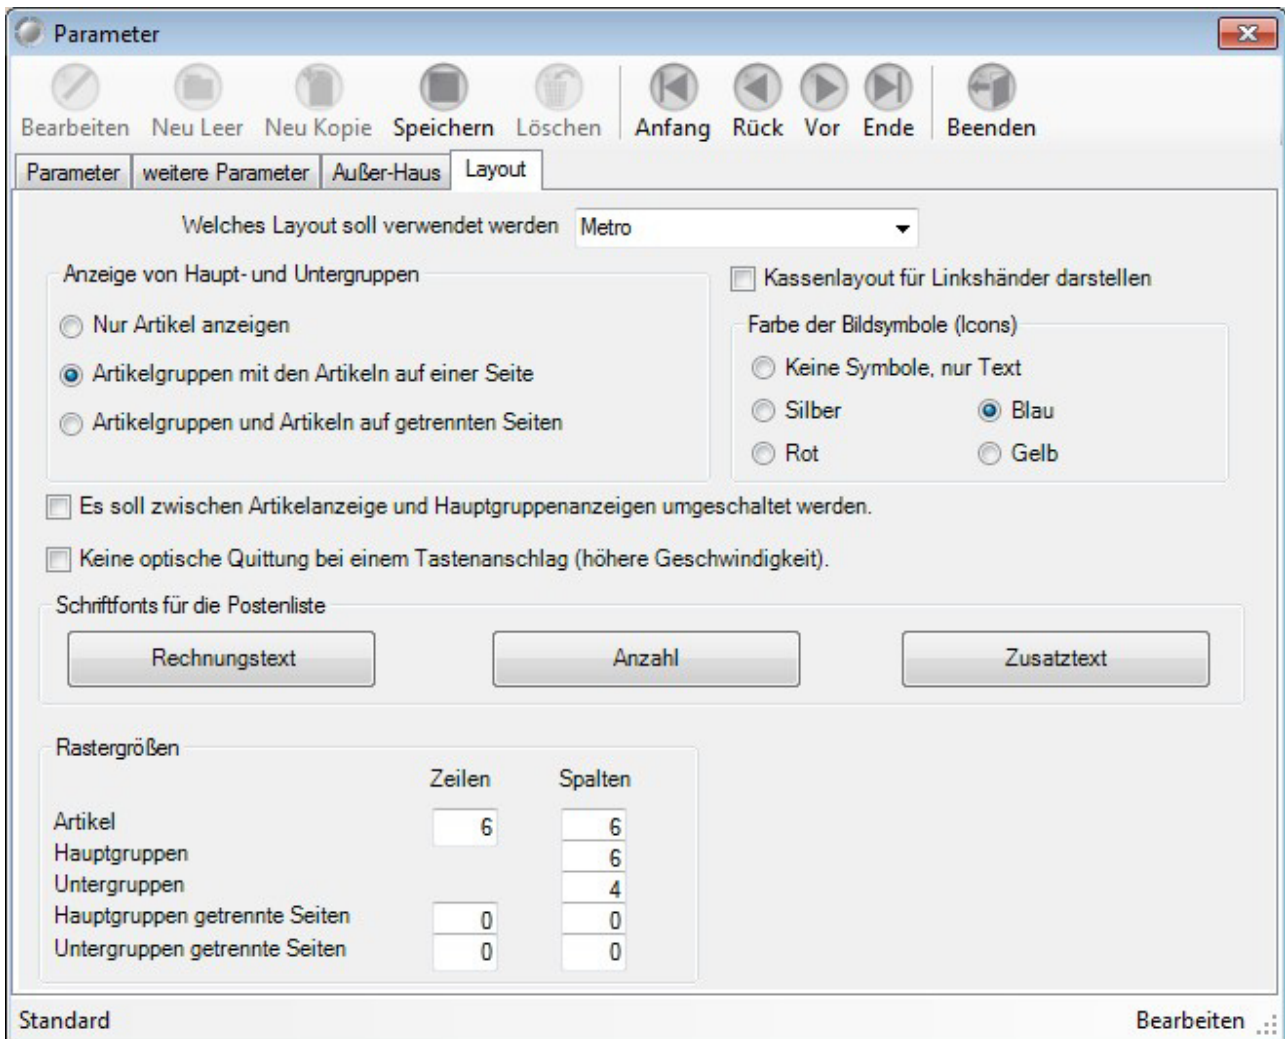 Parameter
Bearbeiten Neu Leer Neu Kopie Speichern Löschen Anfang Rück Vor Ende Beenden
Parameter weitere Parameter Außer-Haus Layout
Welches Layout soll verwendet werden Metro
Anzeige von Haupt- und Untergruppen
Nur Artikel anzeigen
Artikelgruppen mit den Artikeln auf einer Seite
Artikelgruppen und Artikeln auf getrennten Seiten
Kassenlayout für Linkshänder darstellen
Farbe der Bildsymbole (Icons)
Keine Symbole, nur Text
Silber Blau
Rot Gelb
Es soll zwischen Artikelanzeige und Hauptgruppenanzeigen umgeschaltet werden.
Keine optische Quittung bei einem Tastenanschlag (höhere Geschwindigkeit).
Schriftfonts für die Postenliste
Rechnungstext Anzahl Zusatztext
Rastergrößen
Zeilen Spalten
Artikel 6 6
Hauptgruppen 6
Untergruppen 4
Hauptgruppen getrennte Seiten 0 0
Untergruppen getrennte Seiten 0 0
Standard Bearbeiten